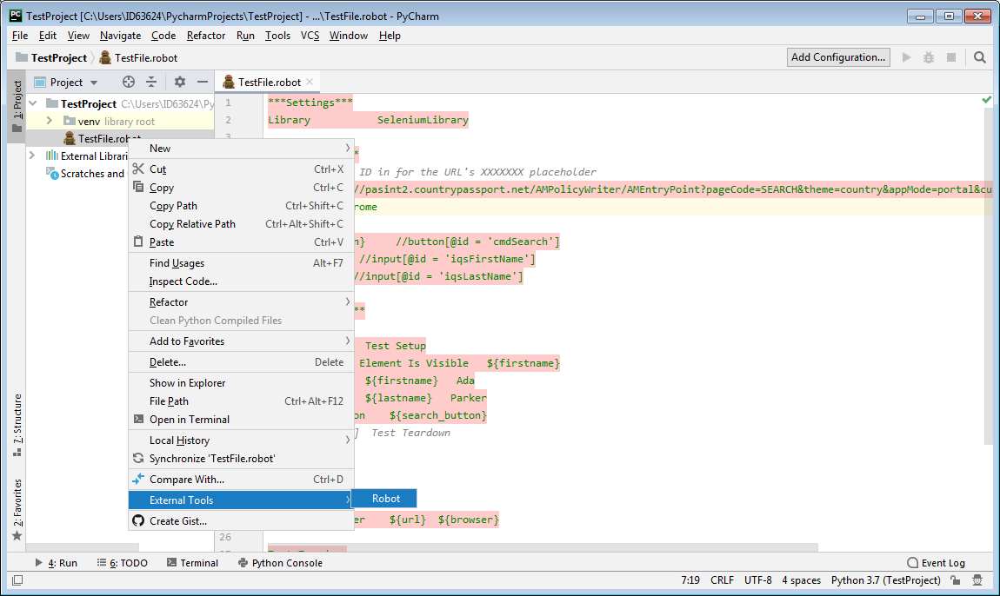 TestProject [C:\Users\ID63624\PycharmProjects\TestProject] - ...\TestFile.robot - PyCharm
File Edit View Navigate Code Refactor Run Tools VCS Window Help
TestProject TestFile.robot Add Configuration...
Project TestFile.robot
1: Project
7: Structure
2: Favorites
TestProject C:\Users\ID63624\Py
venv library root
TestFile.robot
External Librari
Scratches and
1 ***Settings***
2 Library SeleniumLibrary
3
*
ID in for the URL's XXXXXXX placeholder
//pasint2.countrypassport.net/AMPolicyWriter/AMEntryPoint?pageCode=SEARCH&theme=country&appMode=portal&cu
rome
n} //button[@id = 'cmdSearch']
//input[@id = 'iqsFirstName']
//input[@id = 'iqsLastName']
**
Test Setup
Element Is Visible ${firstname}
${firstname} Ada
${lastname} Parker
on ${search_button}
] Test Teardown
er ${url} ${browser}
26
New
Cut Ctrl+X
Copy Ctrl+C
Copy Path Ctrl+Shift+C
Copy Relative Path Ctrl+Alt+Shift+C
Paste Ctrl+V
Find Usages Alt+F7
Inspect Code...
Refactor
Clean Python Compiled Files
Add to Favorites
Delete... Delete
Show in Explorer
File Path Ctrl+Alt+F12
Open in Terminal
Local History
Synchronize 'TestFile.robot'
Compare With... Ctrl+D
External Tools Robot
Create Gist...
4: Run 6: TODO Terminal Python Console Event Log
7:19 CRLF UTF-8 4 spaces Python 3.7 (TestProject)